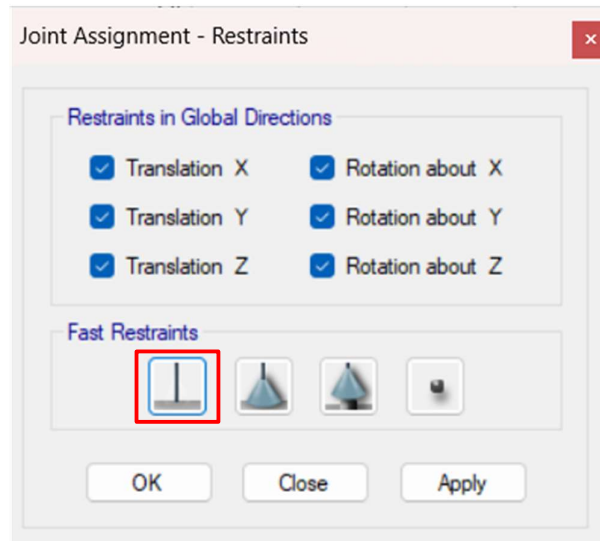 Joint Assignment - Restraints
Restraints in Global Directions
Translation X Rotation about X
Translation Y Rotation about Y
Translation Z Rotation about Z
Fast Restraints
OK Close Apply